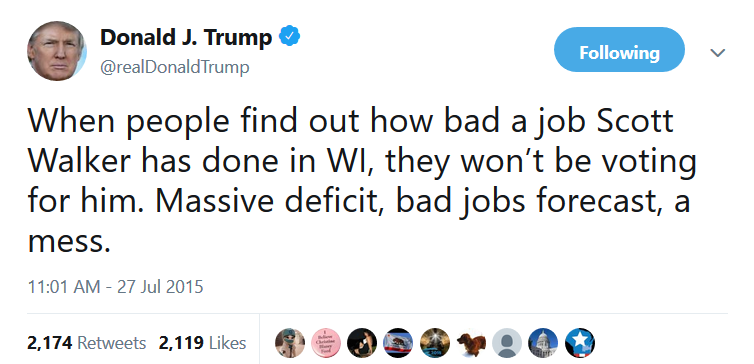 Donald J. Trump
@realDonaldTrump
Following
When people find out how bad a job Scott
Walker has done in WI, they won’t be voting
for him. Massive deficit, bad jobs forecast, a
mess.
11:01 AM - 27 Jul 2015
2,174 Retweets 2,119 Likes